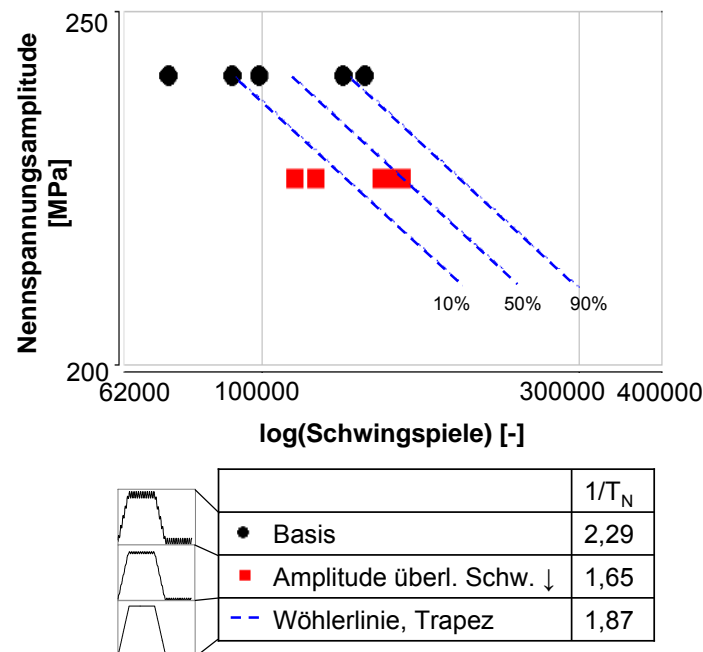 250
Nennspannungsamplitude
[MPa]
10%
50%
90%
200
62000
100000
300000
400000
log(Schwingspiele) [-]
1/T_N
Basis
2,29
Amplitude überl. Schw. ↓
1,65
Wöhlerlinie, Trapez
1,87